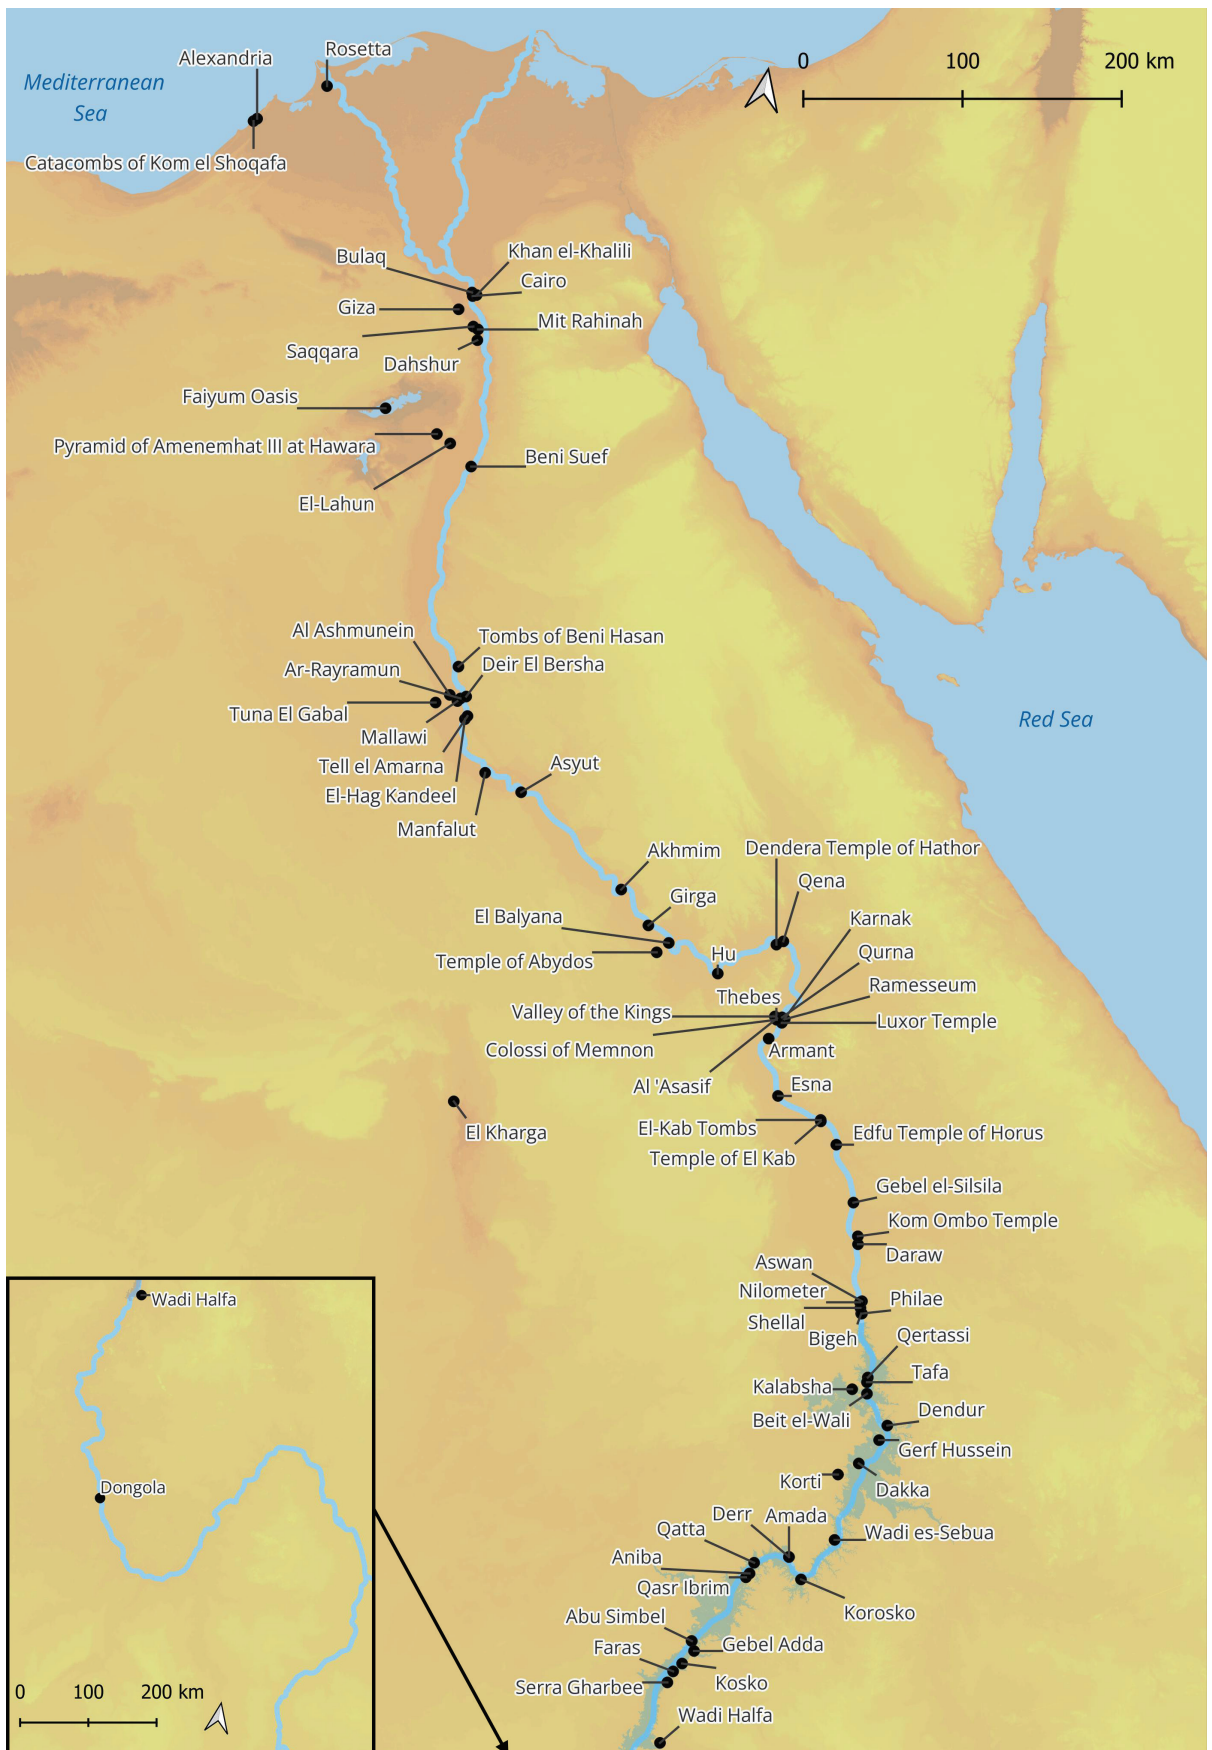 Rosetta
Alexandria
Mediterranean
Sea
0 100 200 km
Catacombs of Kom el Shoqafa
Khan el-Khalili
Bulaq
Cairo
Giza
Mit Rahinah
Saqqara
Dahshur
Faiyum Oasis
Pyramid of Amenemhat III at Hawara
Beni Suef
El-Lahun
Al Ashmunein
Tombs of Beni Hasan
Deir El Bersha
Ar-Rayramun
Tuna El Gabal
Red Sea
Mallawi
Tell el Amarna
Asyut
El-Hag Kandeel
Manfalut
Akhmim
Dendera Temple of Hathor
Qena
Girga
El Balyana
Karnak
Hu
Qurna
Temple of Abydos
Ramesseum
Thebes
Valley of the Kings
Luxor Temple
Colossi of Memnon
Armant
Al 'Asasif
Esna
El-Kab Tombs
El Kharga
Edfu Temple of Horus
Temple of El Kab
Gebel el-Silsila
Kom Ombo Temple
Daraw
Aswan
Nilometer
Philae
Shellal
Bigeh
Qertassi
Tafa
Kalabsha
Beit el-Wali
Dendur
Gerf Hussein
Korti
Dakka
Derr
Amada
Qatta
Wadi es-Sebua
Aniba
Qasr Ibrim
Korosko
Abu Simbel
Faras
Gebel Adda
Serra Gharbee
Kosko
Wadi Halfa
Wadi Halfa
Dongola
0 100 200 km